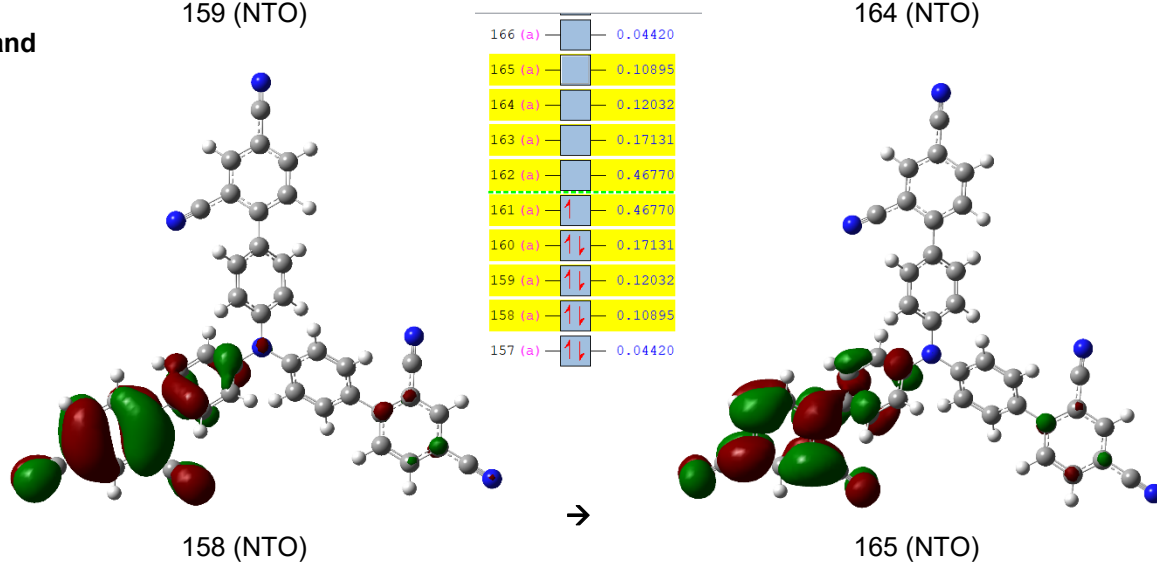 159 (NTO)
164 (NTO)
and
166 (a) 0.04420
165 (a) 0.10895
164 (a) 0.12032
163 (a) 0.17131
162 (a) 0.46770
161 (a) 0.46770
160 (a) 0.17131
159 (a) 0.12032
158 (a) 0.10895
157 (a) 0.04420
→
158 (NTO)
165 (NTO)